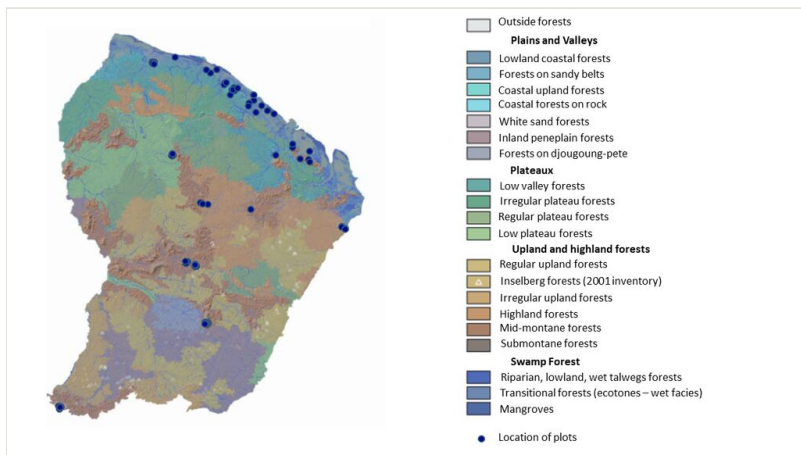 Outside forests
Plains and Valleys
Lowland coastal forests
Forests on sandy belts
Coastal upland forests
Coastal forests on rock
White sand forests
Inland peneplain forests
Forests on djougoung-pete
Plateaux
Low valley forests
Irregular plateau forests
Regular plateau forests
Low plateau forests
Upland and highland forests
Regular upland forests
Inselberg forests (2001 inventory)
Irregular upland forests
Highland forests
Mid-montane forests
Submontane forests
Swamp Forest
Riparian, lowland, wet talwegs forests
Transitional forests (ecotones – wet facies)
Mangroves
Location of plots